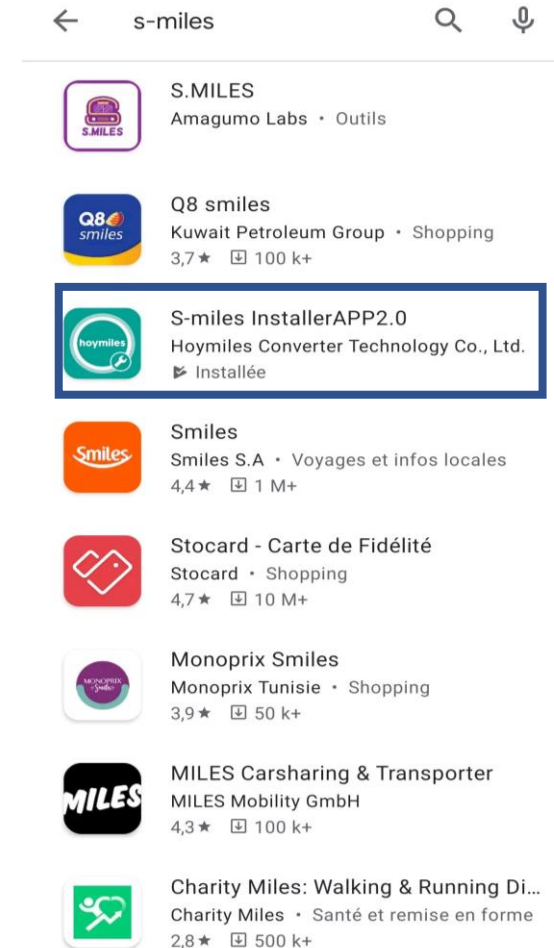 s-miles
S.MILES
S.MILES
Amagumo Labs • Outils
Q8
smiles
Q8 smiles
Kuwait Petroleum Group • Shopping
3,7★ 100 k+
hoymiles
S-miles InstallerAPP2.0
Hoymiles Converter Technology Co., Ltd.
Installée
Smiles
Smiles
Smiles S.A • Voyages et infos locales
4,4★ 1 M+
Stocard - Carte de Fidélité
Stocard • Shopping
4,7★ 10 M+
MONOPRIX
Smiles
Monoprix Smiles
Monoprix Tunisie • Shopping
3,9★ 50 k+
MILES
MILES Carsharing & Transporter
MILES Mobility GmbH
4,3★ 100 k+
Charity Miles: Walking & Running Di...
Charity Miles • Santé et remise en forme
2,8★ 500 k+